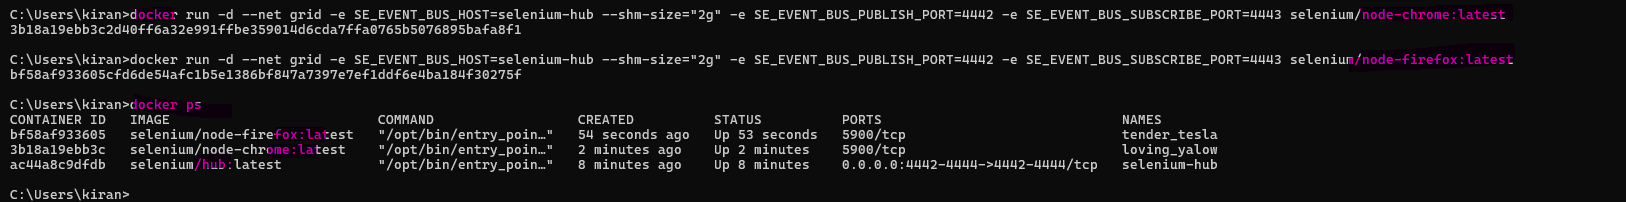 C:\Users\kiran>docker run -d --net grid -e SE_EVENT_BUS_HOST=selenium-hub --shm-size="2g" -e SE_EVENT_BUS_PUBLISH_PORT=4442 -e SE_EVENT_BUS_SUBSCRIBE_PORT=4443 selenium/node-chrome:latest
3b18a19ebb3c2d40ff6a32e991ffbe359014d6cda7ffa0765b5076895bafa8f1
C:\Users\kiran>docker run -d --net grid -e SE_EVENT_BUS_HOST=selenium-hub --shm-size="2g" -e SE_EVENT_BUS_PUBLISH_PORT=4442 -e SE_EVENT_BUS_SUBSCRIBE_PORT=4443 selenium/node-firefox:latest
bf58af933605cfd6de54afc1b5e1386bf847a7397e7ef1ddf6e4ba184f30275f
C:\Users\kiran>docker ps
CONTAINER ID IMAGE COMMAND CREATED STATUS PORTS NAMES
bf58af933605 selenium/node-firefox:latest "/opt/bin/entry_poin…" 54 seconds ago Up 53 seconds 5900/tcp tender_tesla
3b18a19ebb3c selenium/node-chrome:latest "/opt/bin/entry_poin…" 2 minutes ago Up 2 minutes 5900/tcp loving_yalow
ac44a8c9dfdb selenium/hub:latest "/opt/bin/entry_poin…" 8 minutes ago Up 8 minutes 0.0.0.0:4442-4444->4442-4444/tcp selenium-hub
C:\Users\kiran>